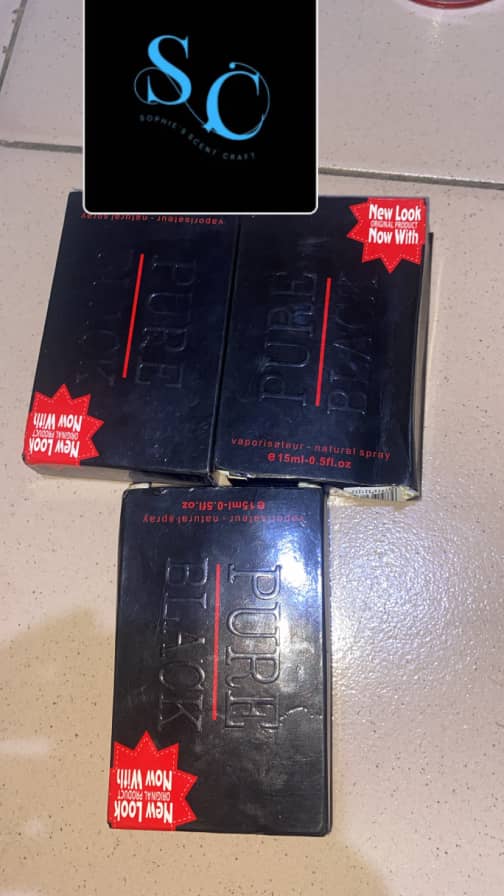 SC
SOPHIE'S SCENT CRAFT
vaporisateur - natural spray
PURE
BLACK
New Look
ORIGINAL PRODUCT
Now With
New Look
ORIGINAL PRODUCT
Now With
PURE
BLACK
vaporisateur - natural spray
e 15ml-0.5fl.oz
e 15ml-0.5fl.oz
vaporisateur - natural spray
PURE
BLACK
New Look
ORIGINAL PRODUCT
Now With